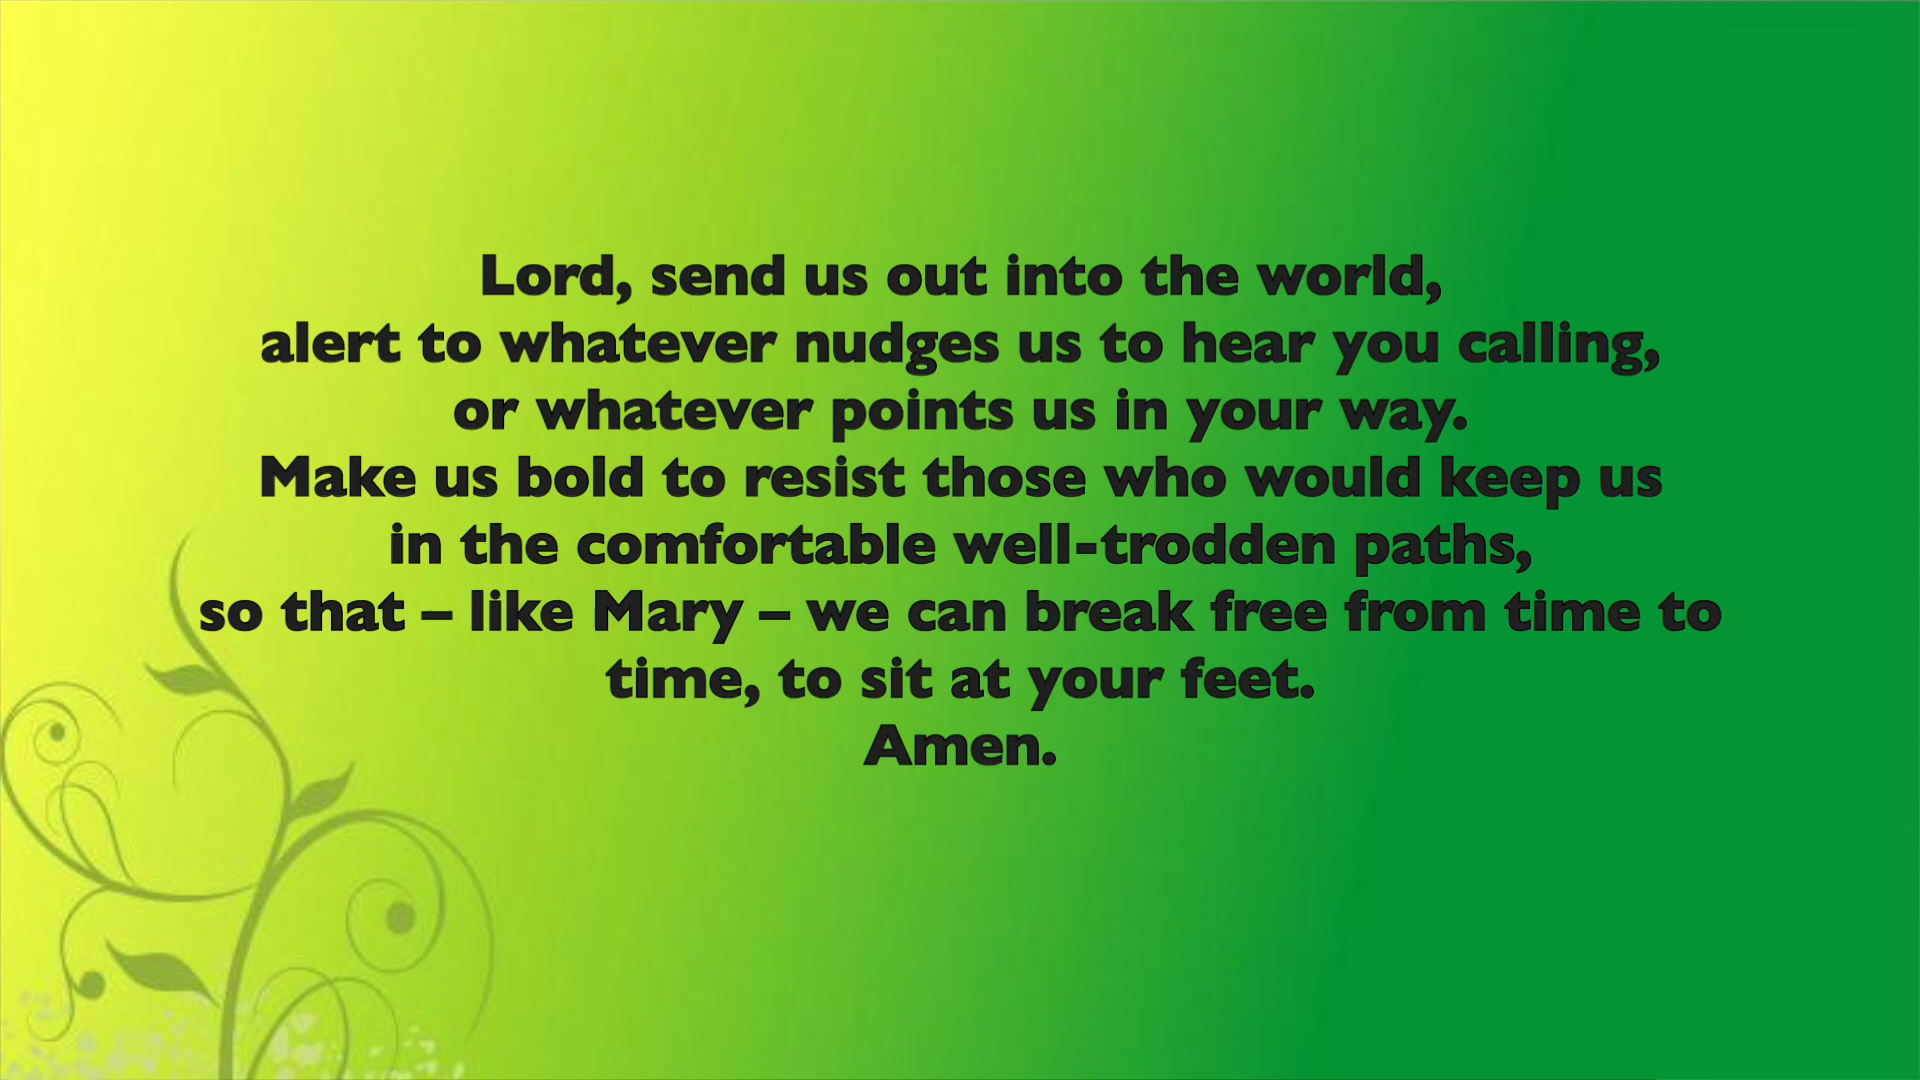 Lord, send us out into the world,
alert to whatever nudges us to hear you calling,
or whatever points us in your way.
Make us bold to resist those who would keep us
in the comfortable well-trodden paths,
so that – like Mary – we can break free from time to
time, to sit at your feet.
Amen.